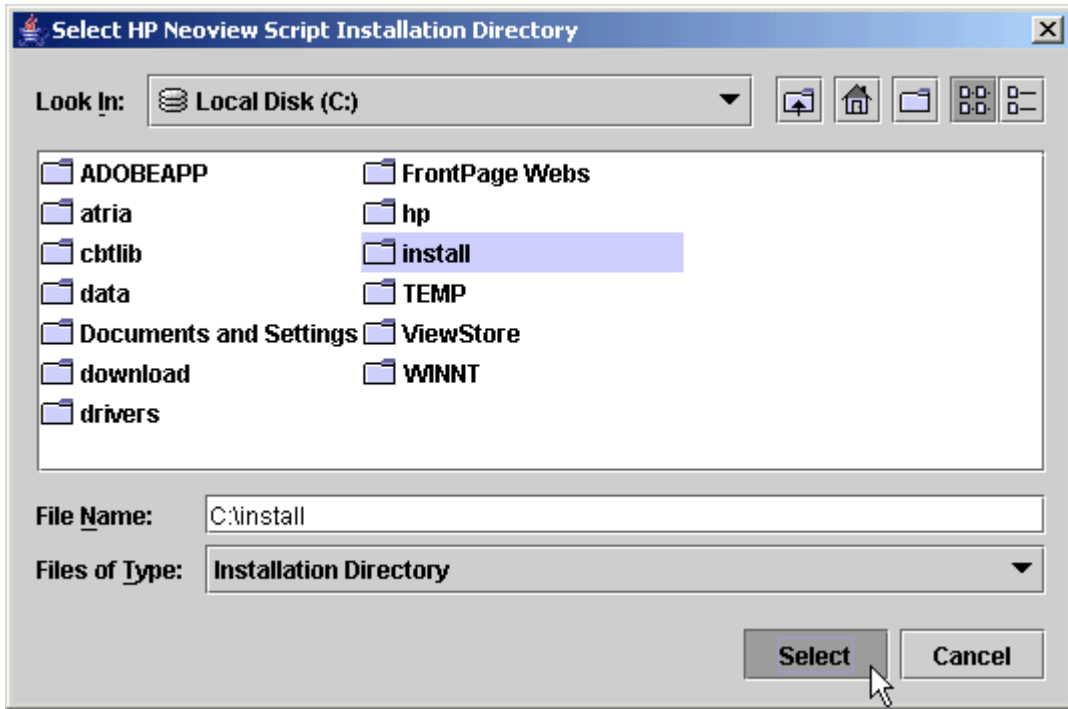 Select HP Neoview Script Installation Directory
Look In: Local Disk (C:)
ADOBEAPP
atria
cbtlib
data
Documents and Settings
download
drivers
FrontPage Webs
hp
install
TEMP
ViewStore
WINNT
File Name: C:\install
Files of Type: Installation Directory
Select Cancel